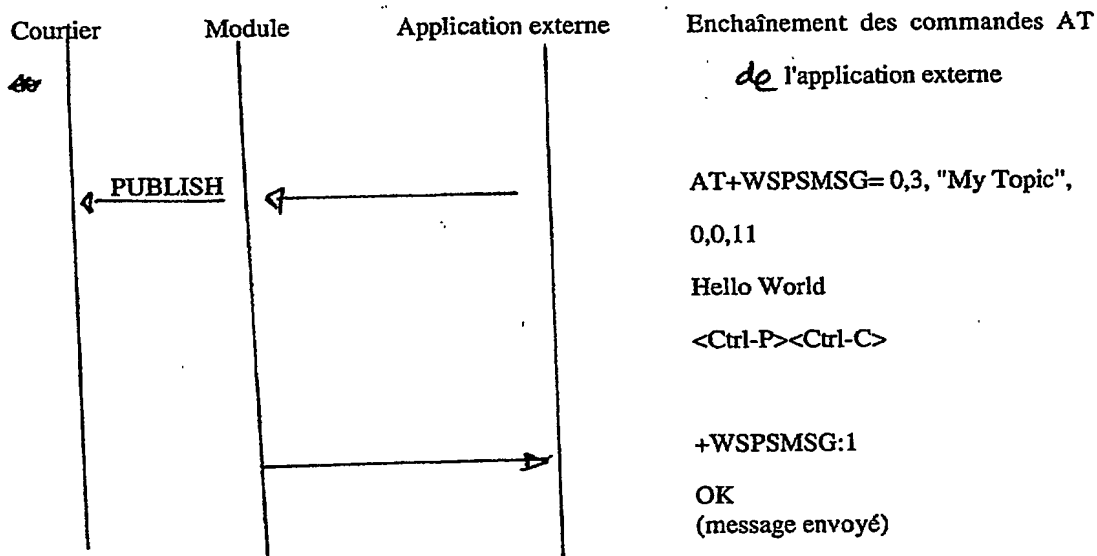 Courtier Module Application externe Enchaînement des commandes AT
de l'application externe
PUBLISH AT+WSPSMSG= 0,3, "My Topic",
0,0,11
Hello World
<Ctrl-P><Ctrl-C>
+WSPSMSG:1
OK
(message envoyé)